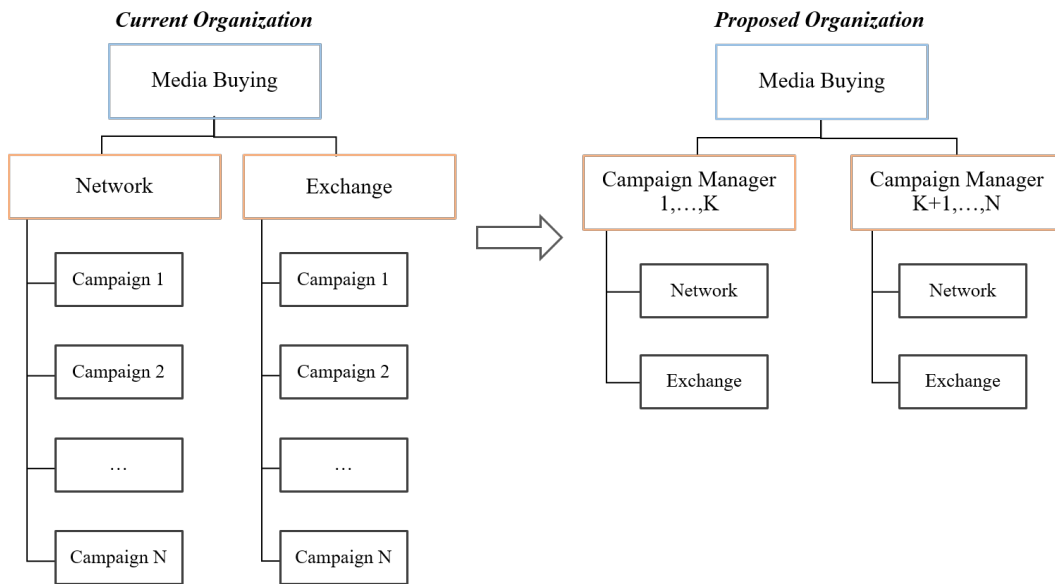 Current Organization
Media Buying
Network
Exchange
Campaign 1
Campaign 1
Campaign 2
Campaign 2
…
…
Campaign N
Campaign N
Proposed Organization
Media Buying
Campaign Manager
1,…,K
Campaign Manager
K+1,…,N
Network
Network
Exchange
Exchange